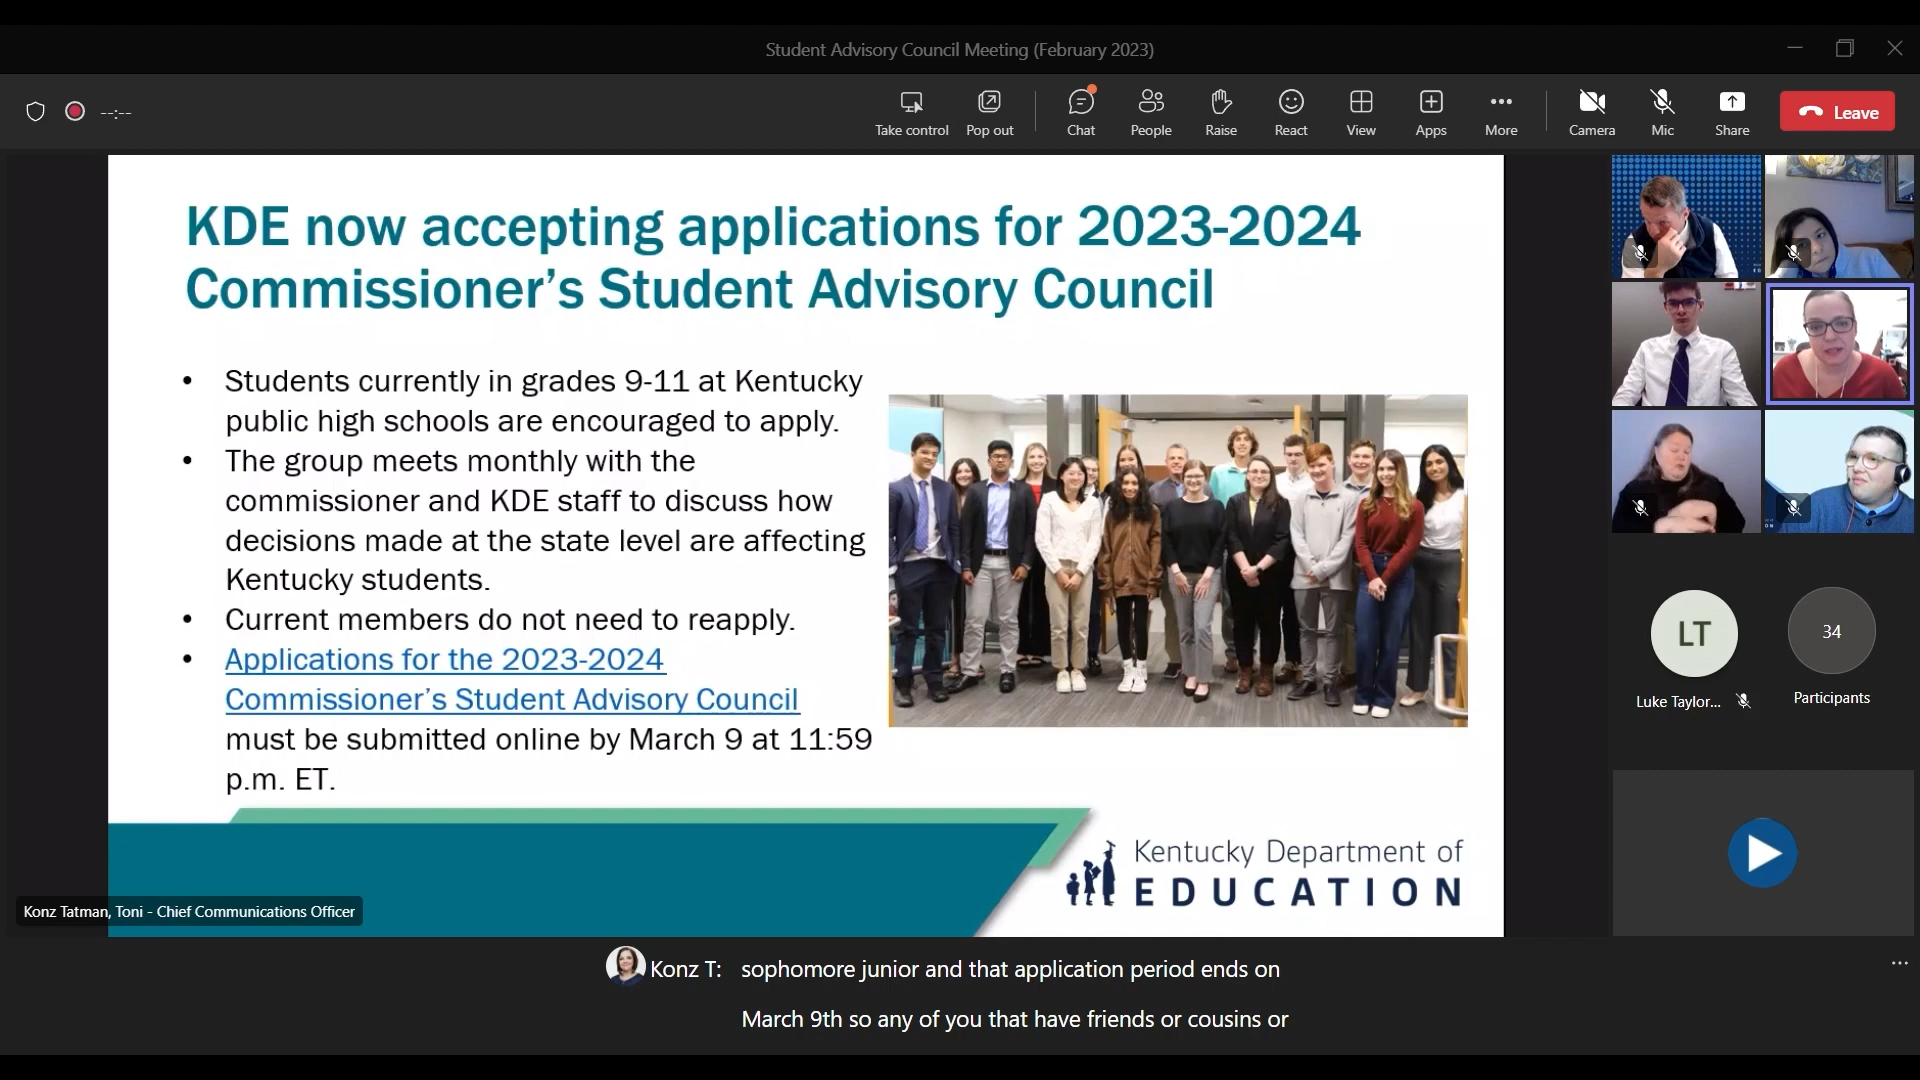 Student Advisory Council Meeting (February 2023)
--:--
Take control
Pop out
Chat
People
Raise
React
View
Apps
More
Camera
Mic
Share
Leave
KDE now accepting applications for 2023-2024
Commissioner’s Student Advisory Council
• Students currently in grades 9-11 at Kentucky
public high schools are encouraged to apply.
• The group meets monthly with the
commissioner and KDE staff to discuss how
decisions made at the state level are affecting
Kentucky students.
• Current members do not need to reapply.
• Applications for the 2023-2024
Commissioner’s Student Advisory Council
must be submitted online by March 9 at 11:59
p.m. ET.
Kentucky Department of
EDUCATION
Konz Tatman, Toni - Chief Communications Officer
LT
Luke Taylor...
34
Participants
Konz T: sophomore junior and that application period ends on
March 9th so any of you that have friends or cousins or